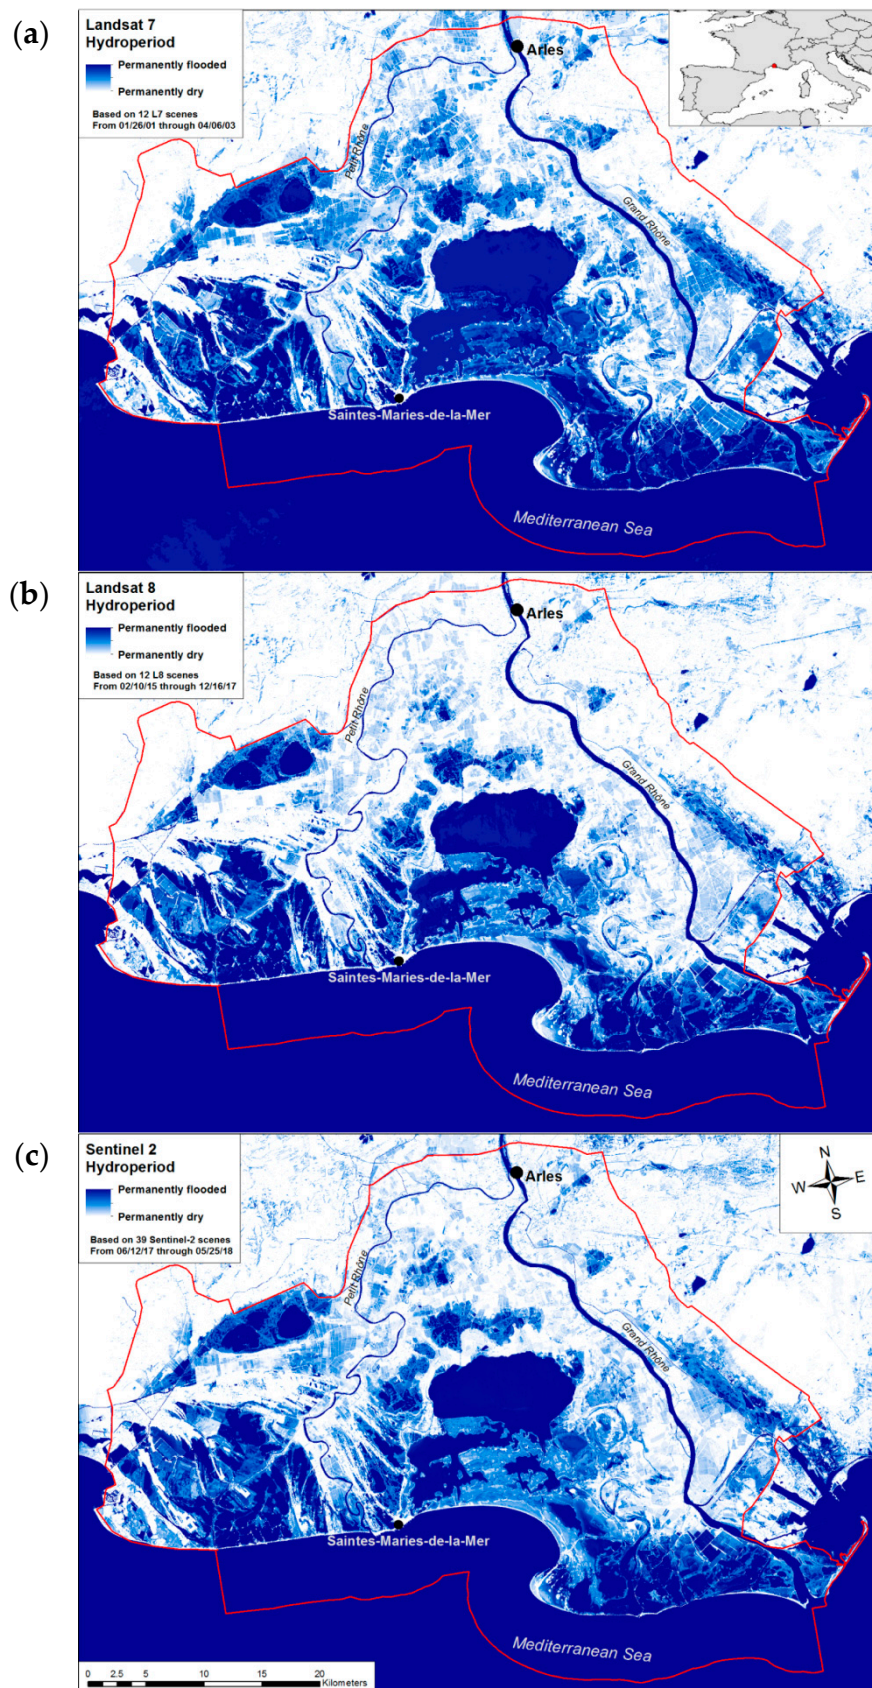 (a)
Landsat 7
Hydroperiod
Permanently flooded
Permanently dry
Based on 12 L7 scenes
From 01/26/01 through 04/06/03
Arles
Petit Rhône
Grand Rhône
Saintes-Maries-de-la-Mer
Mediterranean Sea
(b)
Landsat 8
Hydroperiod
Permanently flooded
Permanently dry
Based on 12 L8 scenes
From 02/10/15 through 12/16/17
Arles
Petit Rhône
Grand Rhône
Saintes-Maries-de-la-Mer
Mediterranean Sea
(c)
Sentinel 2
Hydroperiod
Permanently flooded
Permanently dry
Based on 39 Sentinel-2 scenes
From 06/12/17 through 05/25/18
N
W E
S
Arles
Petit Rhône
Grand Rhône
Saintes-Maries-de-la-Mer
Mediterranean Sea
0 2.5 5 10 15 20
Kilometers